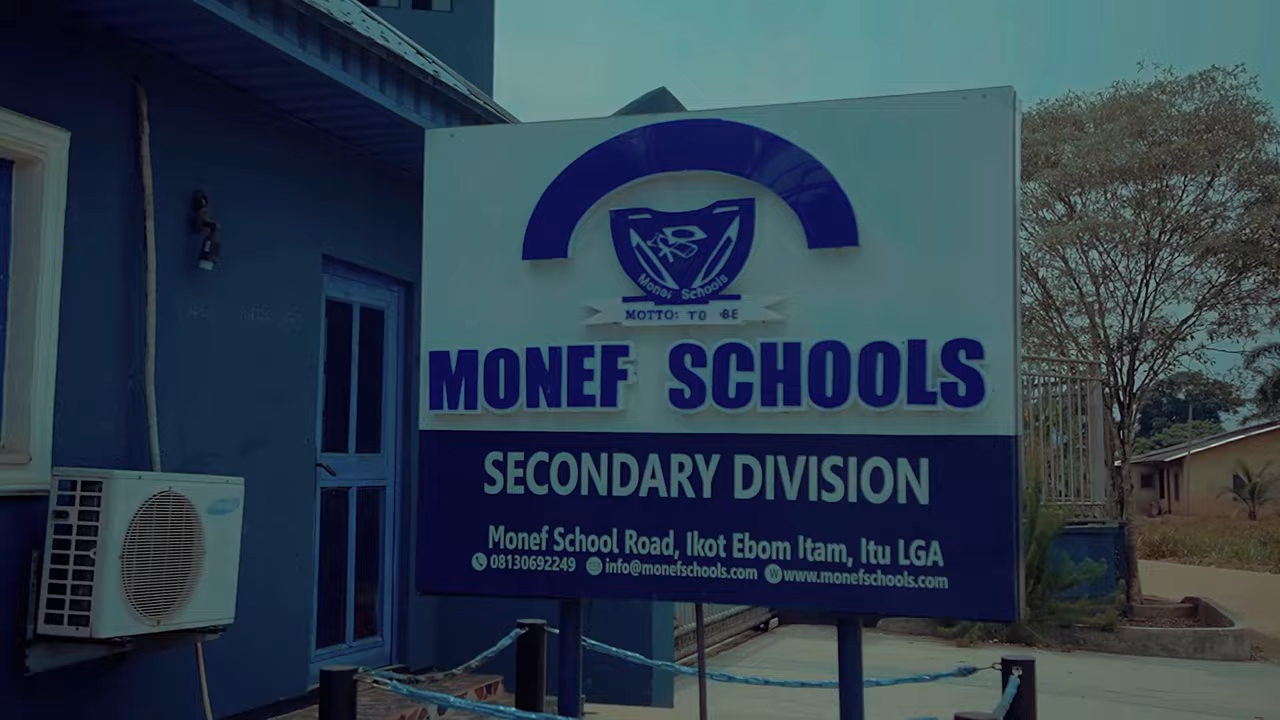 Monef Schools
MOTTO: TO BE
MONEF SCHOOLS
SECONDARY DIVISION
Monef School Road, Ikot Ebom Itam, Itu LGA
08130692249 info@monefschools.com www.monefschools.com